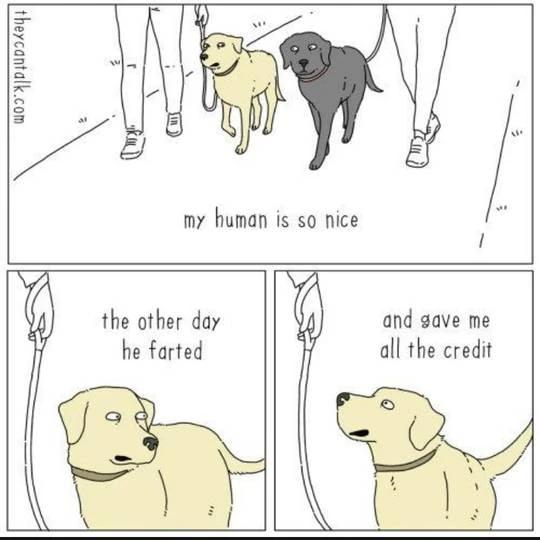 theycantalk.com
my human is so nice
the other day
he farted
and gave me
all the credit